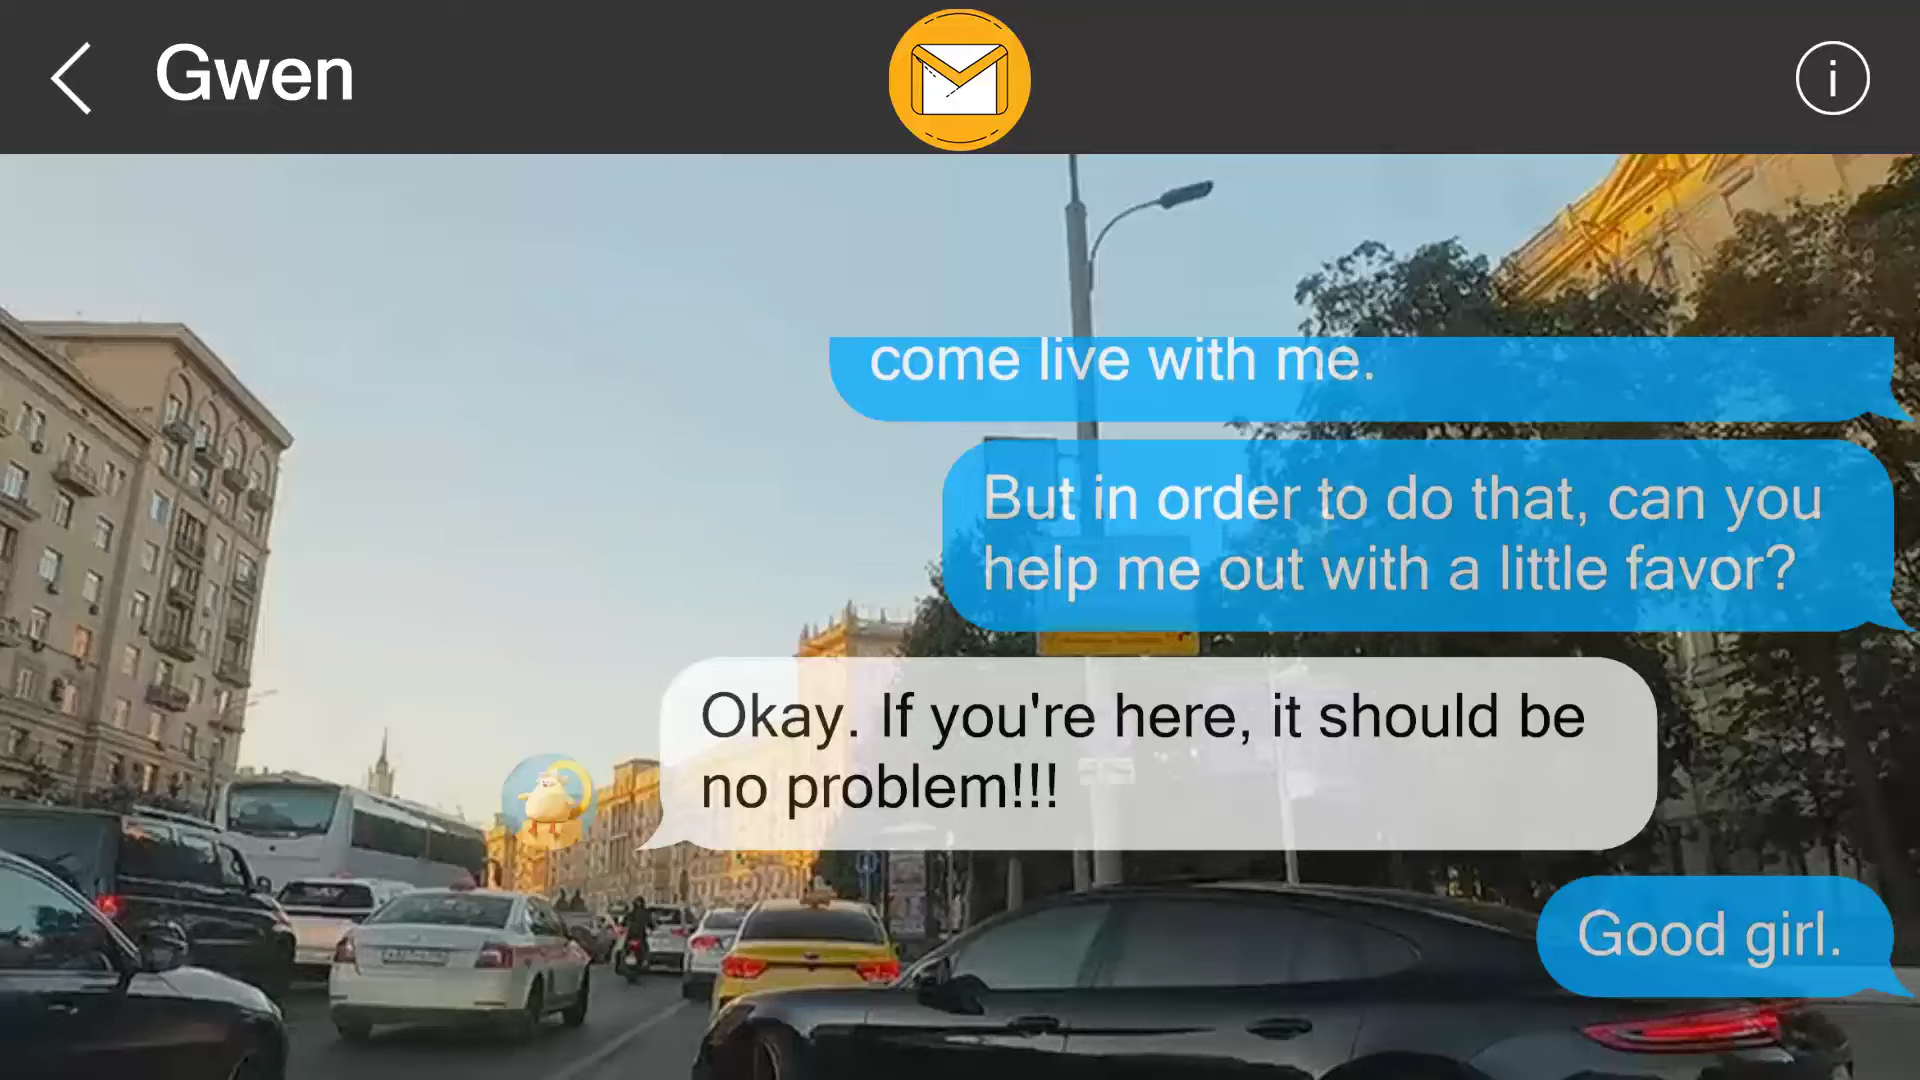 Gwen
i
come live with me.
But in order to do that, can you
help me out with a little favor?
Okay. If you're here, it should be
no problem!!!
Good girl.